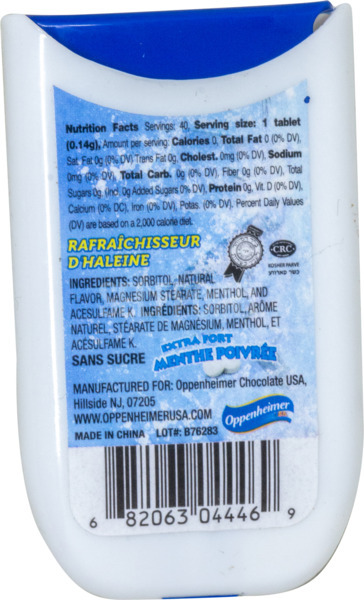 Nutrition Facts Servings: 40, Serving size: 1 tablet
(0.14g), Amount per serving: Calories 0, Total Fat 0 (0% DV),
Sat. Fat 0g (0% DV) Trans Fat 0g, Cholest. 0mg (0% DV), Sodium
0mg (0% DV), Total Carb. 0g (0% DV), Fiber 0g (0% DV), Total
Sugars 0g, (Incl. 0g Added Sugars 0% DV), Protein 0g, Vit. D (0% DV),
Calcium (0% DC), Iron (0% DV), Potas. (0% DV), Percent Daily Values
(DV) are based on a 2,000 calorie diet.
RAFRAÎCHISSEUR
D'HALEINE
CRC
KOSHER PARVE
כשר פארווע
INGREDIENTS: SORBITOL, NATURAL
FLAVOR, MAGNESIUM STEARATE, MENTHOL, AND
ACESULFAME K. INGRÉDIENTS: SORBITOL, ARÔME
NATUREL, STÉARATE DE MAGNÉSIUM, MENTHOL, ET
ACÉSULFAME K.
SANS SUCRE
EXTRA FORT
MENTHE POIVRÉE
MANUFACTURED FOR: Oppenheimer Chocolate USA,
Hillside NJ, 07205
WWW.OPPENHEIMERUSA.COM
Oppenheimer
MADE IN CHINA LOT#: B76283
6 82063 04446 9